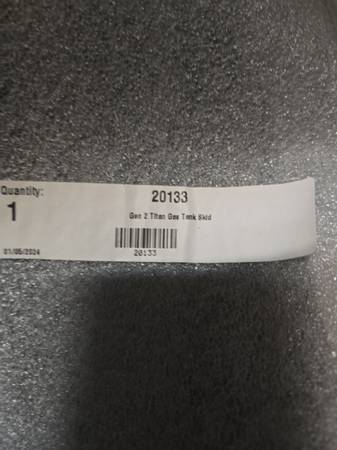 Quantity:
1
20133
Gen 2 Titan Gas Tank Skid
20133
01/05/2024